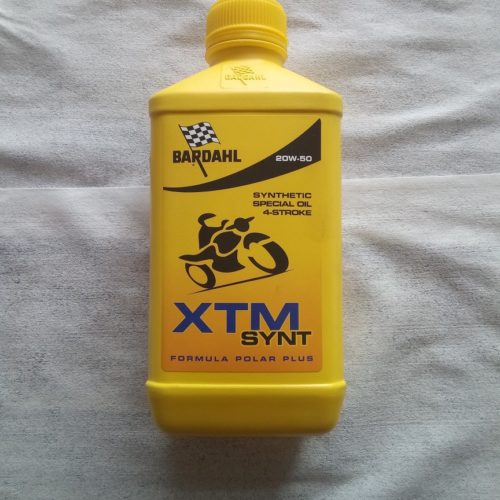 BARDAHL
BARDAHL
20W-50
SYNTHETIC
SPECIAL OIL
4-STROKE
XTM
SYNT
FORMULA POLAR PLUS